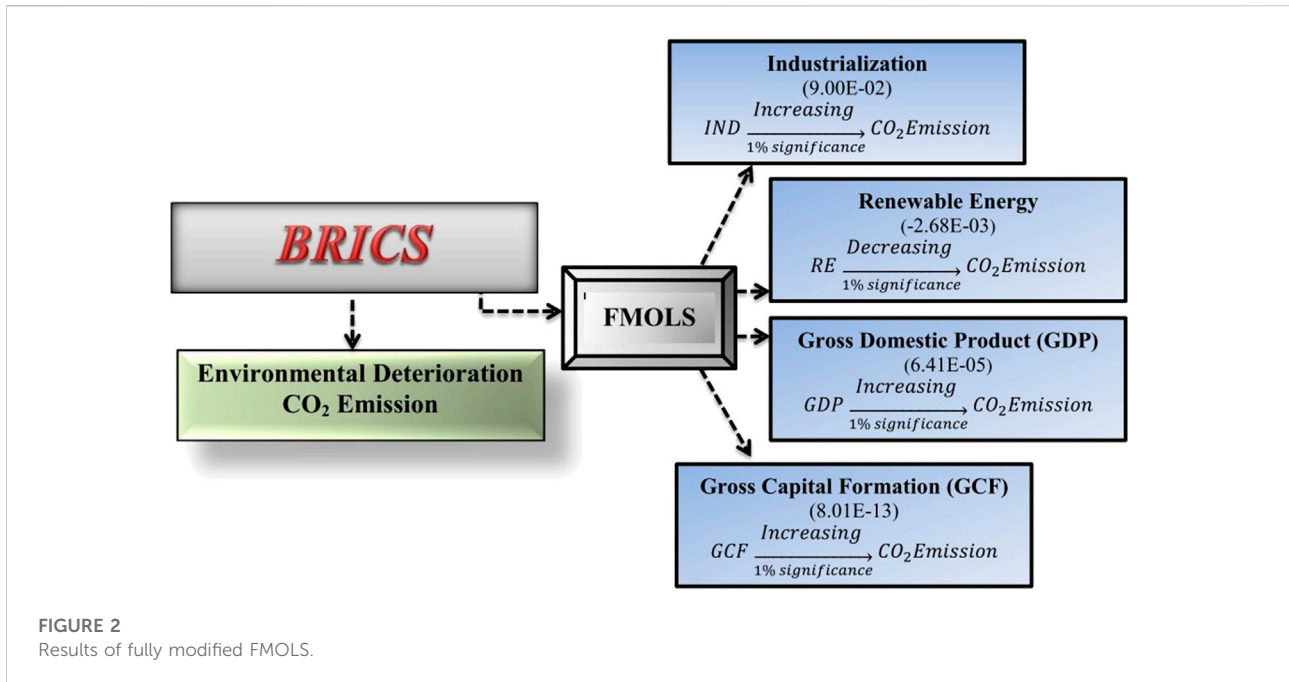 BRICS
Environmental Deterioration
CO₂ Emission
FMOLS
Industrialization
(9.00E-02)
Increasing
IND CO₂Emission
1% significance
Renewable Energy
(-2.68E-03)
Decreasing
RE CO₂Emission
1% significance
Gross Domestic Product (GDP)
(6.41E-05)
Increasing
GDP CO₂Emission
1% significance
Gross Capital Formation (GCF)
(8.01E-13)
Increasing
GCF CO₂Emission
1% significance
FIGURE 2
Results of fully modified FMOLS.